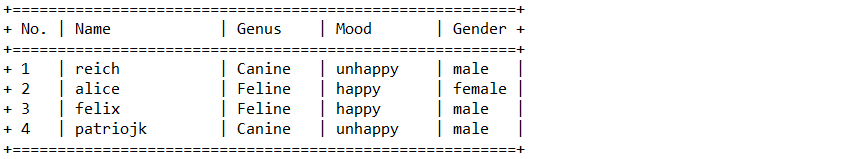 +========================================================+
+ No. | Name            | Genus    | Mood       | Gender +
+========================================================+
+ 1   | reich           | Canine   | unhappy    | male   |
+ 2   | alice           | Feline   | happy      | female |
+ 3   | felix           | Feline   | happy      | male   |
+ 4   | patriojk        | Canine   | unhappy    | male   |
+========================================================+